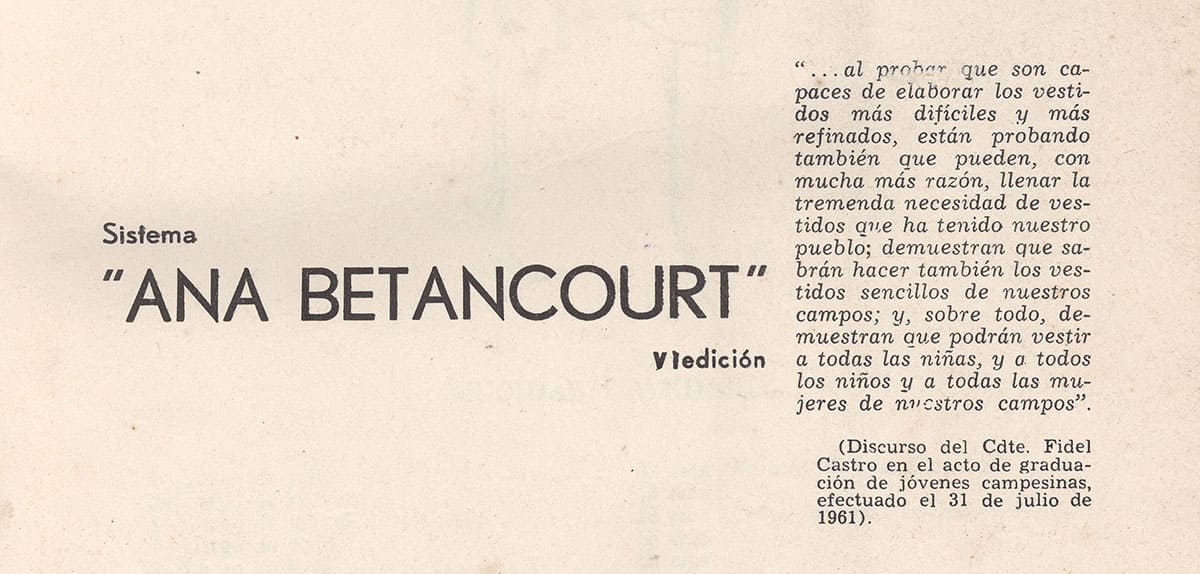 Sistema
"ANA BETANCOURT"
VI edición
“...al probar que son ca-
paces de elaborar los vesti-
dos más difíciles y más
refinados, están probando
también que pueden, con
mucha más razón, llenar la
tremenda necesidad de ves-
tidos que ha tenido nuestro
pueblo; demuestran que sa-
brán hacer también los ves-
tidos sencillos de nuestros
campos; y, sobre todo, de-
muestran que podrán vestir
a todas las niñas, y a todos
los niños y a todas las mu-
jeres de nuestros campos”.
(Discurso del Cdte. Fidel
Castro en el acto de gradua-
ción de jóvenes campesinas,
efectuado el 31 de julio de
1961).